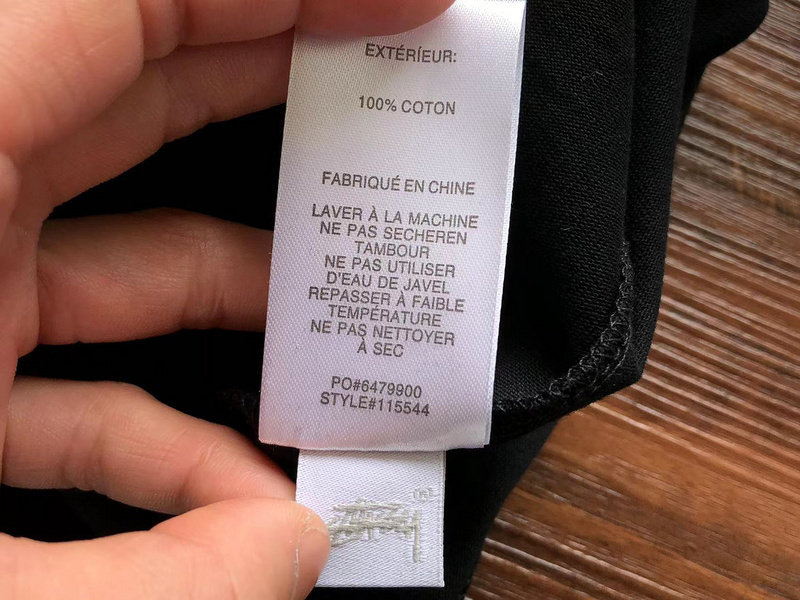 EXTÉRÍEUR:
100% COTON
FABRIQUÉ EN CHINE
LAVER À LA MACHINE
NE PAS SECHEREN
TAMBOUR
NE PAS UTILISER
D'EAU DE JAVEL
REPASSER À FAIBLE
TEMPÉRATURE
NE PAS NETTOYER
À SEC
PO#6479900
STYLE#115544
®